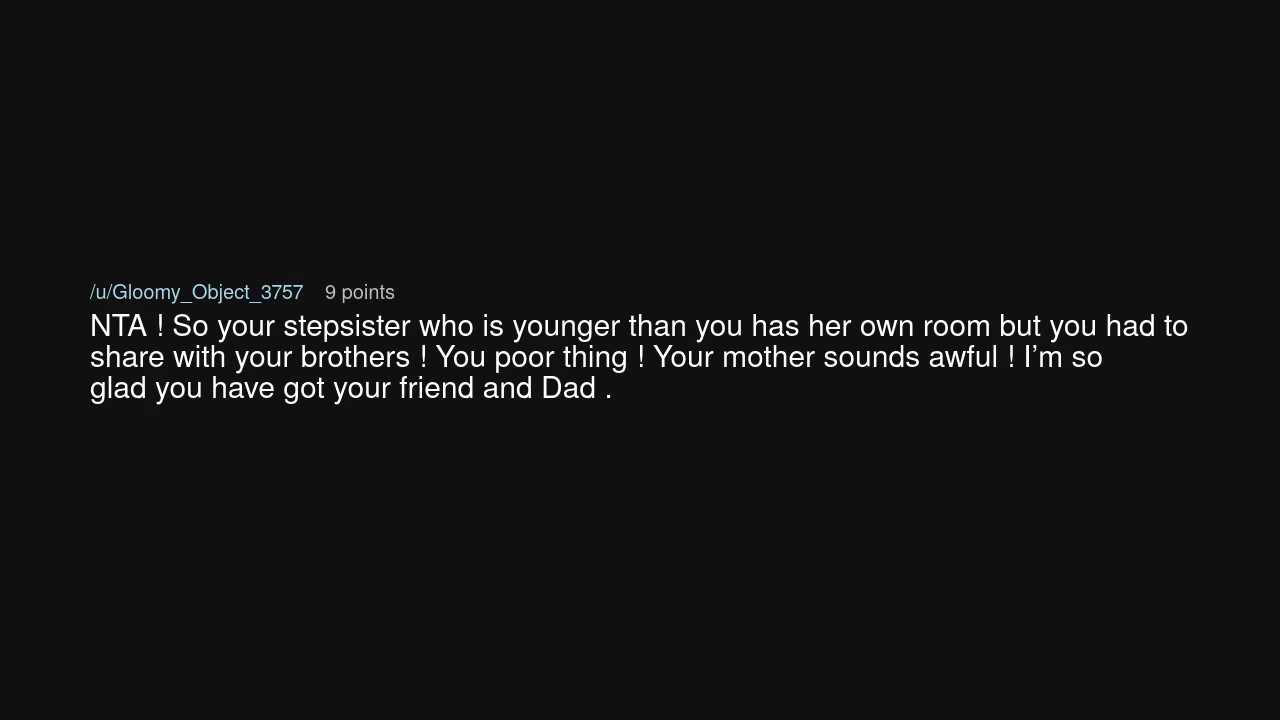 /u/Gloomy_Object_3757 9 points
NTA ! So your stepsister who is younger than you has her own room but you had to
share with your brothers ! You poor thing ! Your mother sounds awful ! I’m so
glad you have got your friend and Dad .